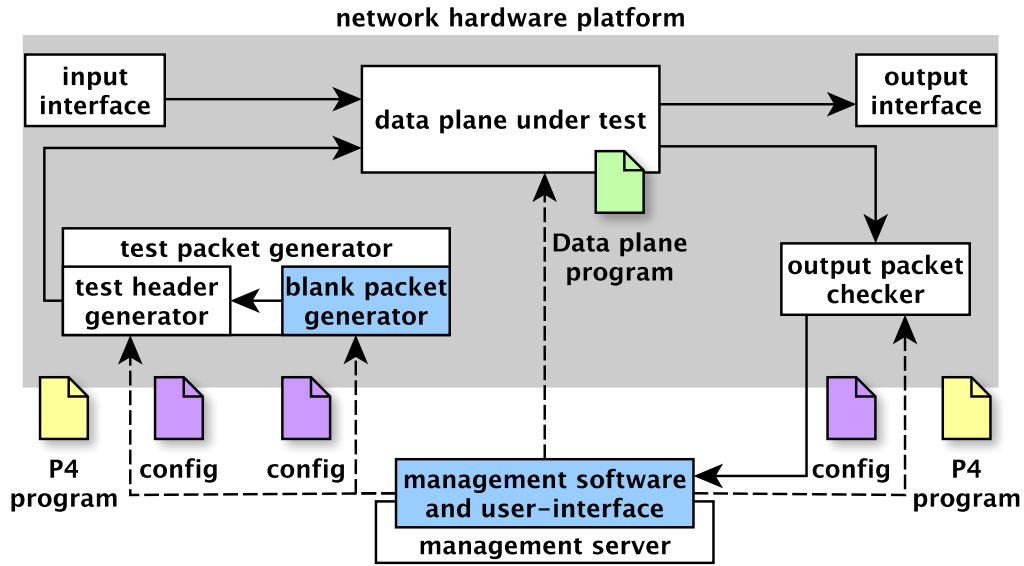 network hardware platform
input
interface
data plane under test
output
interface
Data plane
program
test packet generator
test header
generator
blank packet
generator
output packet
checker
P4
program
config
config
config
P4
program
management software
and user-interface
management server